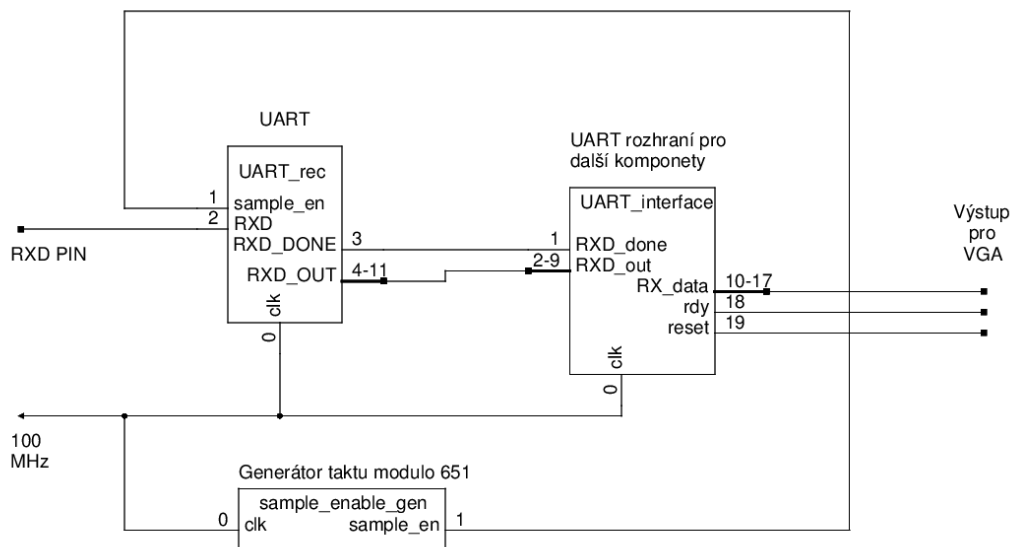 UART
UART_rec
1
sample_en
2
RXD
RXD_DONE
3
RXD_OUT
4-11
clk
0
RXD PIN
UART rozhraní pro
další komponety
UART_interface
1
RXD_done
2-9
RXD_out
RX_data
10-17
rdy
18
reset
19
clk
0
Výstup
pro
VGA
100
MHz
Generátor taktu modulo 651
sample_enable_gen
0
clk
sample_en
1